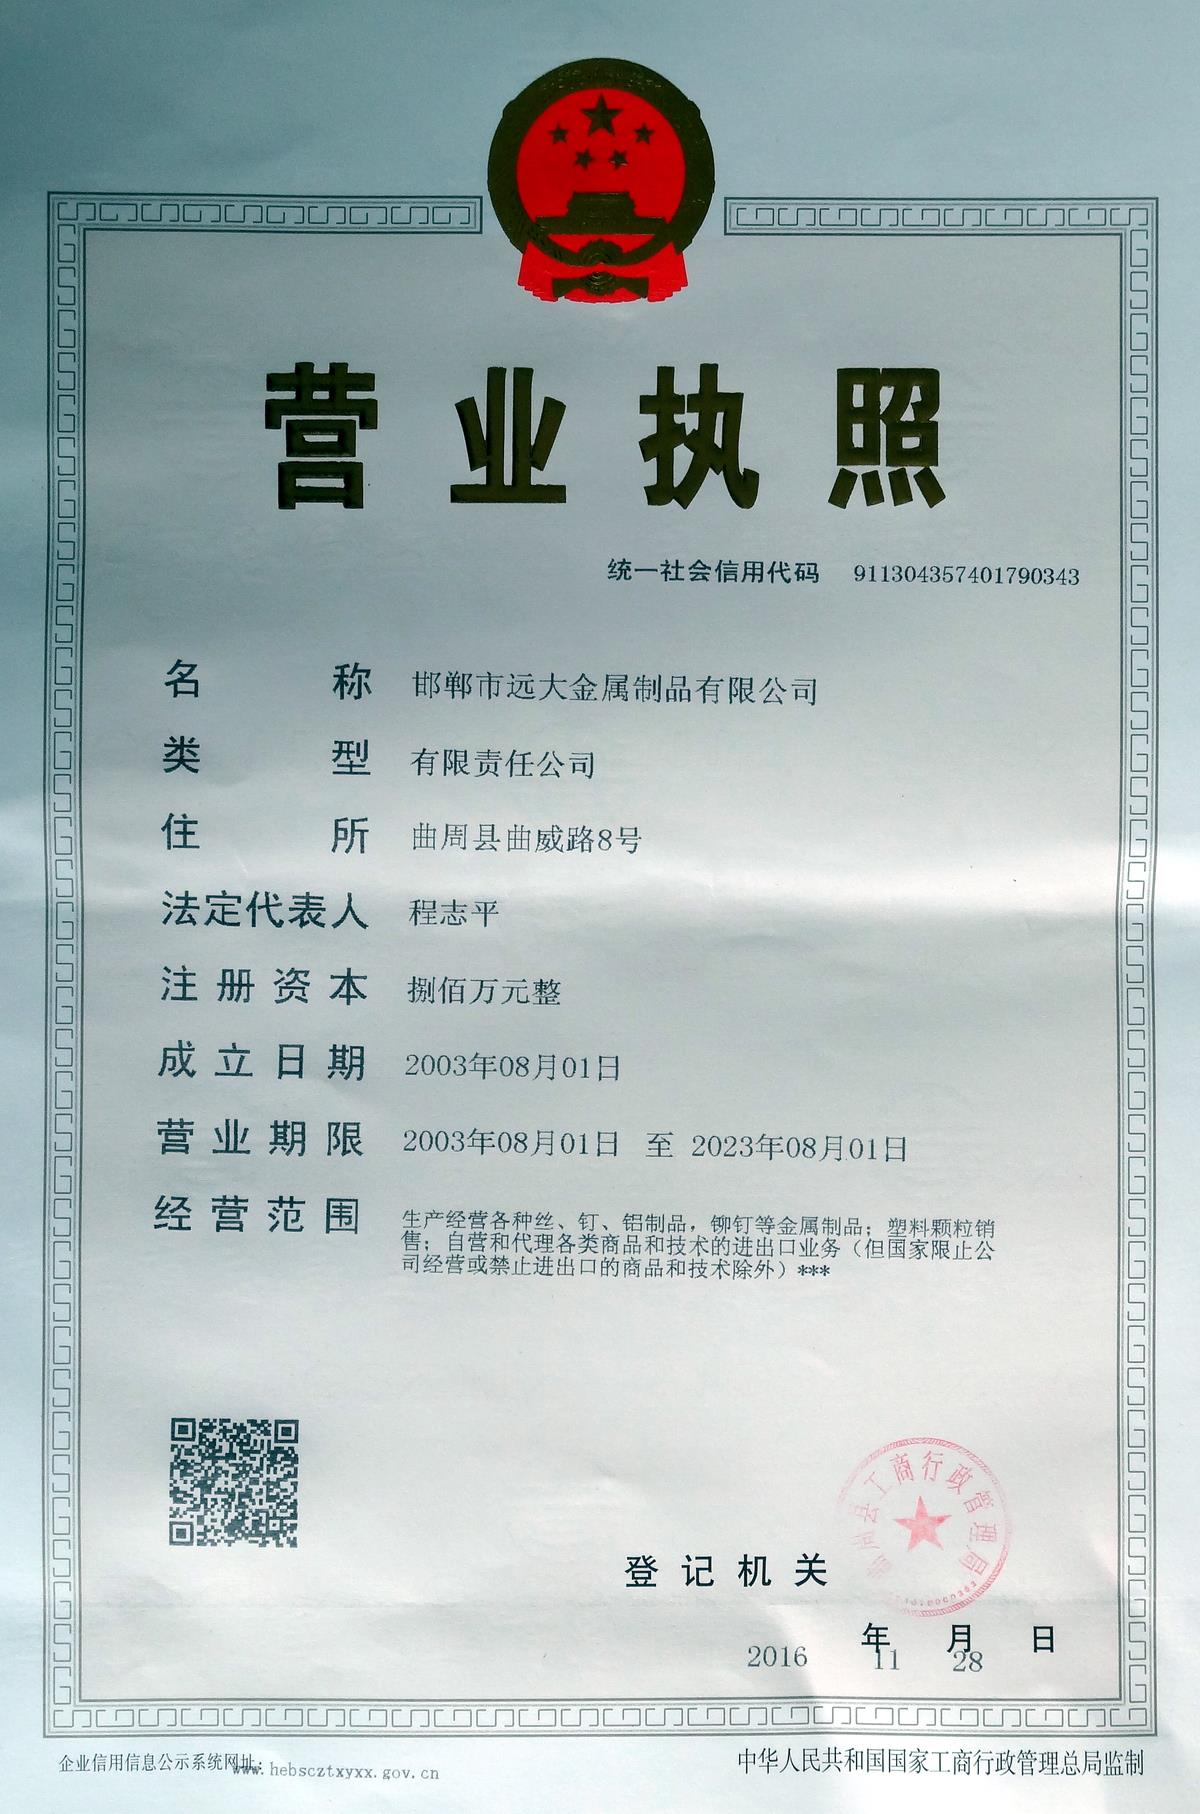 营业执照
统一社会信用代码 911304357401790343
名称 邯郸市远大金属制品有限公司
类型 有限责任公司
住所 曲周县曲威路8号
法定代表人 程志平
注册资本 捌佰万元整
成立日期 2003年08月01日
营业期限 2003年08月01日 至 2023年08月01日
经营范围 生产经营各种丝、钉、铝制品，铆钉等金属制品；塑料颗粒销
售；自营和代理各类商品和技术的进出口业务（但国家限止公
司经营或禁止进出口的商品和技术除外）***
县工商行政管理局
登记机关
年 月 日
2016 11 28
企业信用信息公示系统网址：www.hebscztxyxx.gov.cn
中华人民共和国国家工商行政管理总局监制